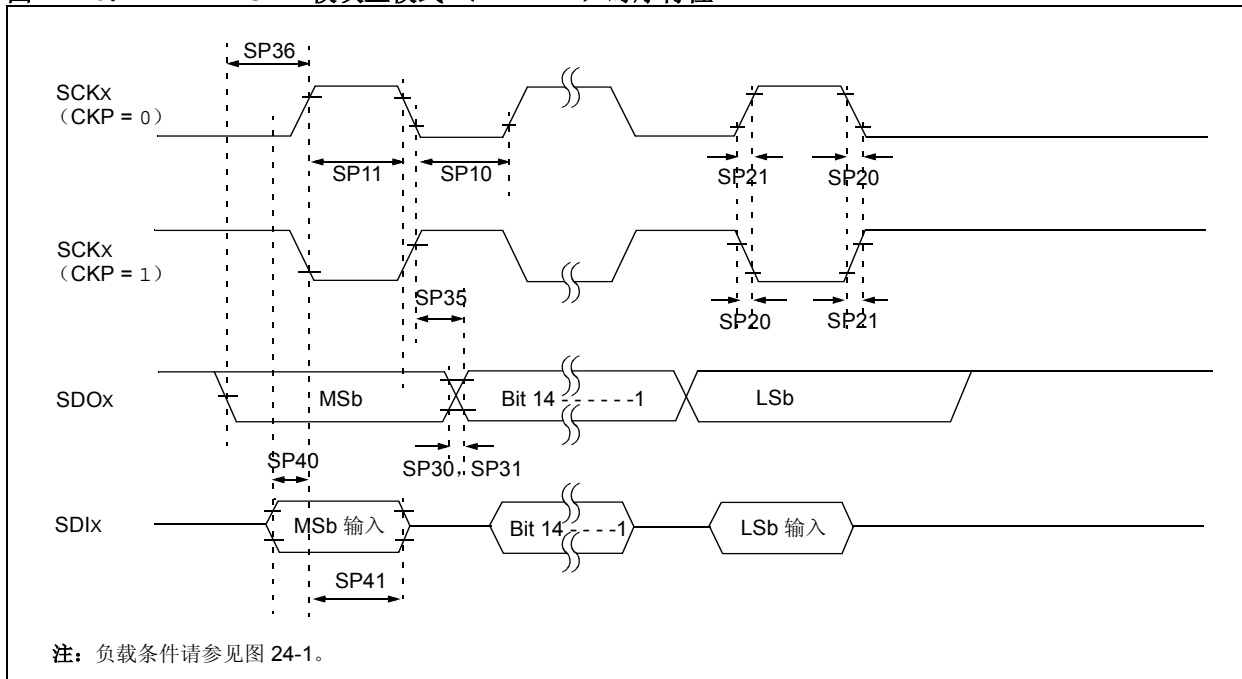 SP36
SCKx
（CKP = 0）
SP11
SP10
SP21
SP20
SCKx
（CKP = 1）
SP35
SP20
SP21
SDOx
MSb
Bit 14 - - - - - -1
LSb
SP40
SP30，SP31
SDIx
MSb 输入
Bit 14 - - - -1
LSb 输入
SP41
注：负载条件请参见图 24-1。